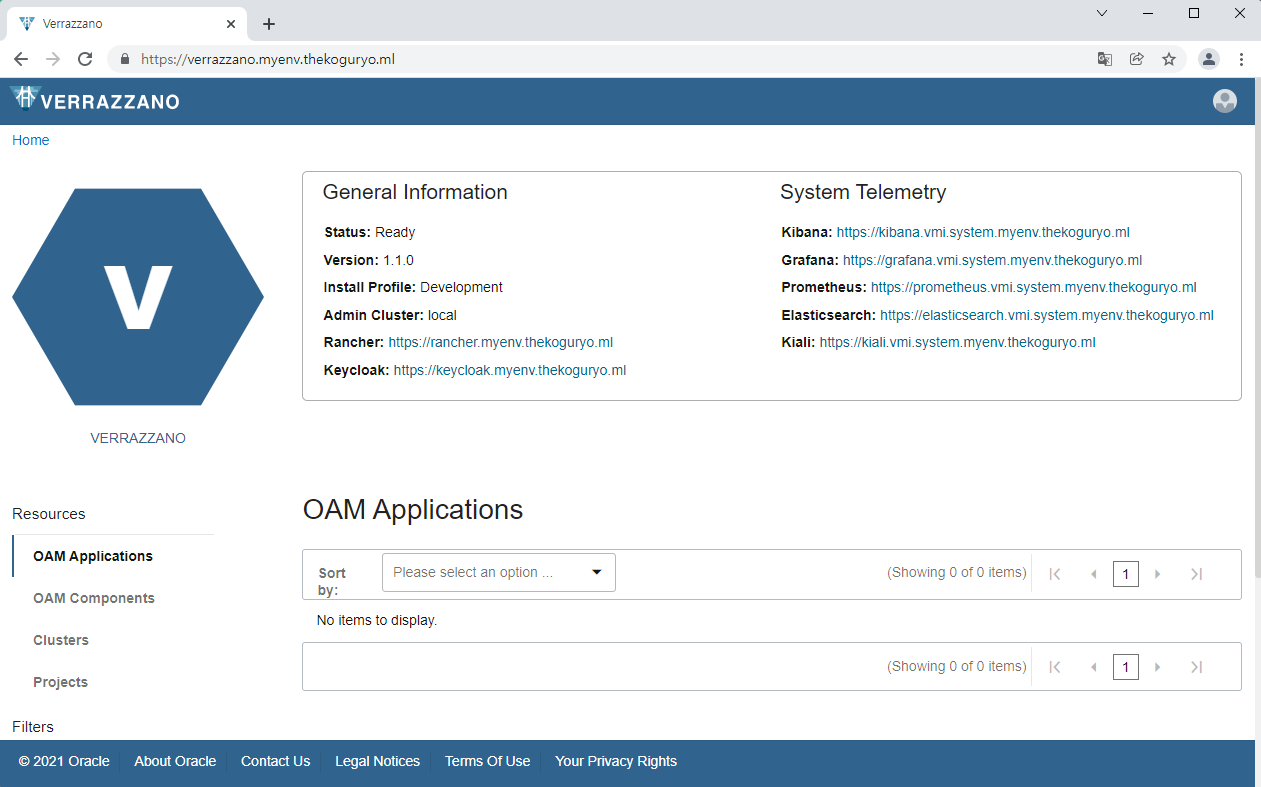 Verrazzano
https://verrazzano.myenv.thekoguryo.ml
VERRAZZANO
Home
V
VERRAZZANO
General Information
Status: Ready
Version: 1.1.0
Install Profile: Development
Admin Cluster: local
Rancher: https://rancher.myenv.thekoguryo.ml
Keycloak: https://keycloak.myenv.thekoguryo.ml
System Telemetry
Kibana: https://kibana.vmi.system.myenv.thekoguryo.ml
Grafana: https://grafana.vmi.system.myenv.thekoguryo.ml
Prometheus: https://prometheus.vmi.system.myenv.thekoguryo.ml
Elasticsearch: https://elasticsearch.vmi.system.myenv.thekoguryo.ml
Kiali: https://kiali.vmi.system.myenv.thekoguryo.ml
Resources
OAM Applications
OAM Components
Clusters
Projects
Filters
OAM Applications
Sort
by:
Please select an option ...
(Showing 0 of 0 items)
1
No items to display.
(Showing 0 of 0 items)
1
© 2021 Oracle
About Oracle
Contact Us
Legal Notices
Terms Of Use
Your Privacy Rights